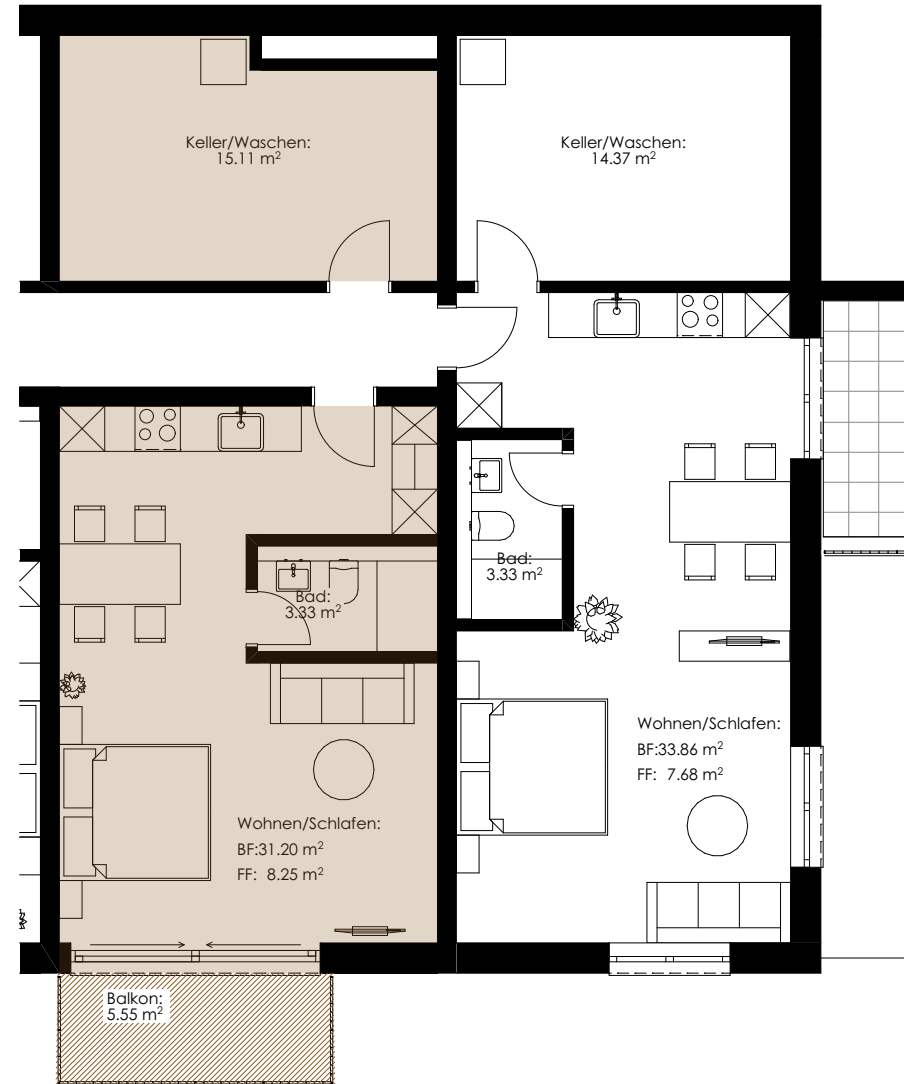 Keller/Waschen:
15.11 m²
Keller/Waschen:
14.37 m²
Bad:
3.33 m²
Bad:
3.33 m²
Wohnen/Schlafen:
BF:33.86 m²
FF: 7.68 m²
Wohnen/Schlafen:
BF:31.20 m²
FF: 8.25 m²
Balkon:
5.55 m²